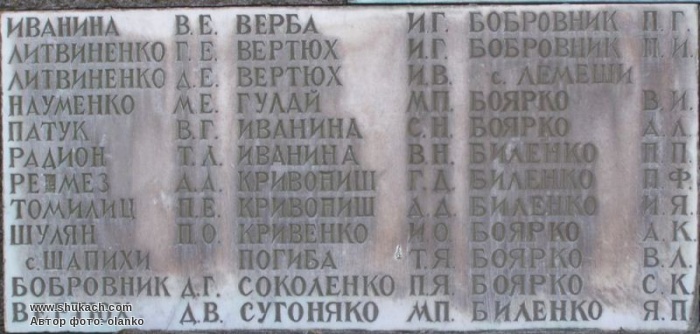 ИВАНИНА В.Е. ВЕРБА И.Г. БОБРОВНИК П.Г.
ЛИТВИНЕНКО Г.Е. ВЕРТЮХ И.Г. БОБРОВНИК П.И.
ЛИТВИНЕНКО Д.Е. ВЕРТЮХ И.В. с. ЛЕМЕШИ
НАУМЕНКО М.Е. ГУЛАЙ М.П. БОЯРКО В.И.
ПАТУК В.Г. ИВАНИНА С.Н. БОЯРКО Д.Л.
РАДИОН Т.Л. ИВАНИНА В.Н. БИЛЕНКО П.П.
РЕМЕЗ Д.Д. КРИВОПИШ Г.Д. БИЛЕНКО П.Ф.
ТОМИЛИЦ П.Е. КРИВОПИШ Д.Д. БИЛЕНКО И.Я.
ШУЛЯК П.О. КРИВЕНКО И.О. БОЯРКО Д.К.
с.ШАПИХИ ПОГИБА Т.Я. БОЯРКО В.Л.
БОБРОВНИК Д.Г. СОКОЛЕНКО П.Я. БОЯРКО С.К.
Д.В. СУГОНЯКО М.П. БИЛЕНКО Я.П.
www.shukach.com
Автор фото: olanko